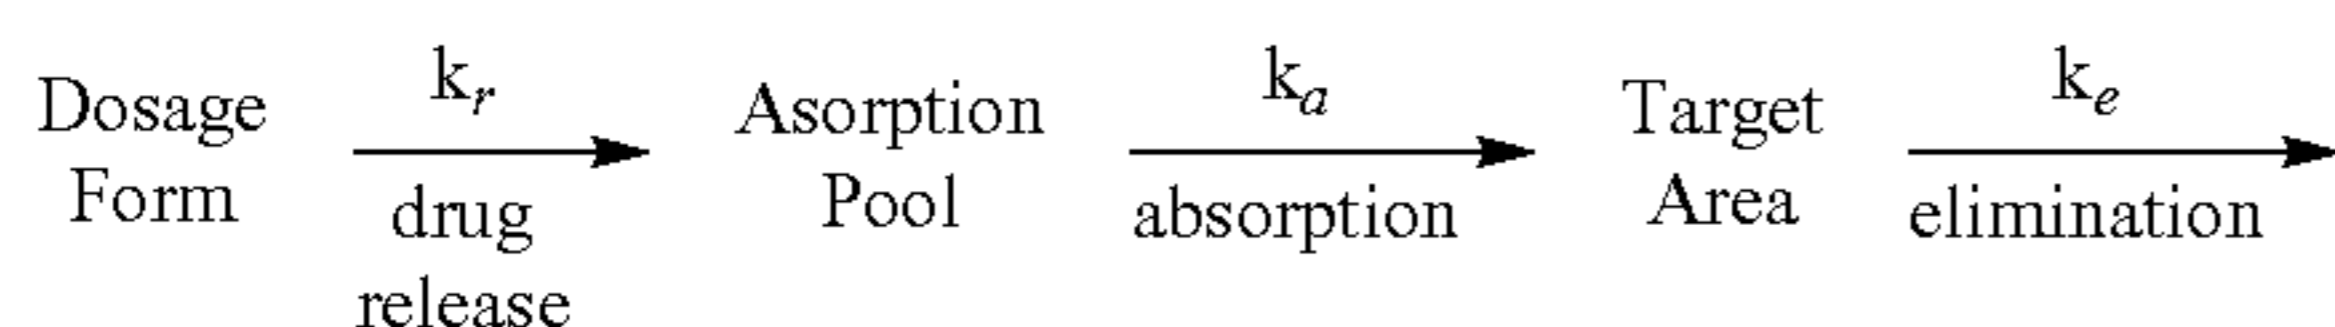 Dosage
Form
k_r
drug
release
Asorption
Pool
k_a
absorption
Target
Area
k_e
elimination